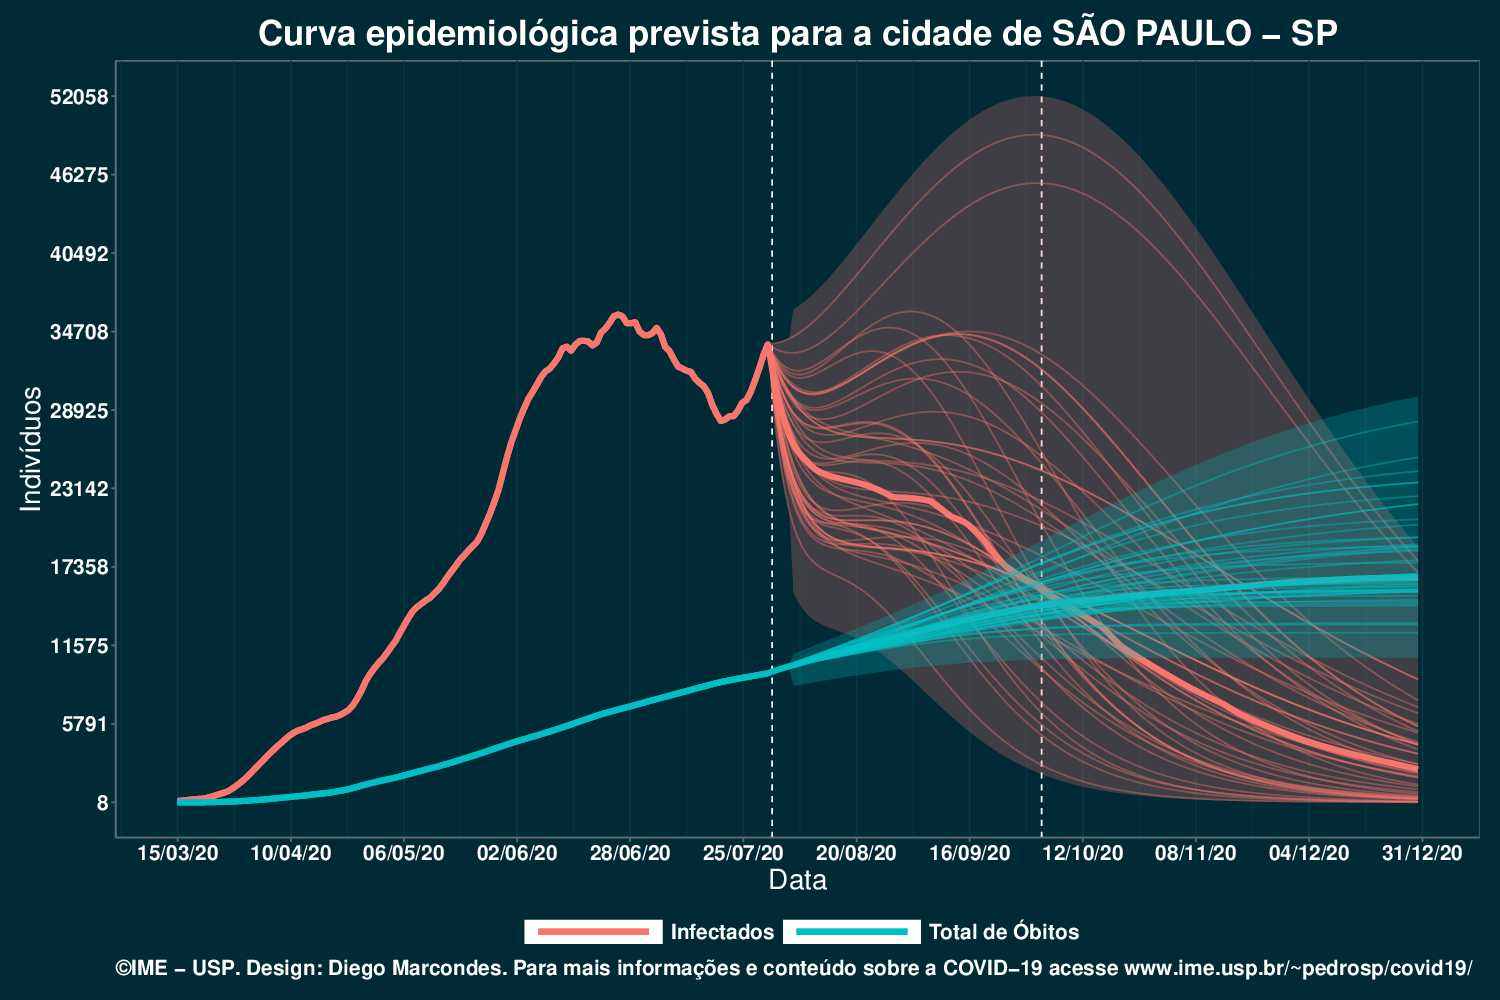 Curva epidemiológica prevista para a cidade de SÃO PAULO – SP
52058
46275
40492
34708
28925
23142
17358
11575
5791
8
Indivíduos
15/03/20 10/04/20 06/05/20 02/06/20 28/06/20 25/07/20 20/08/20 16/09/20 12/10/20 08/11/20 04/12/20 31/12/20
Data
Infectados Total de Óbitos
©IME – USP. Design: Diego Marcondes. Para mais informações e conteúdo sobre a COVID–19 acesse www.ime.usp.br/~pedrosp/covid19/